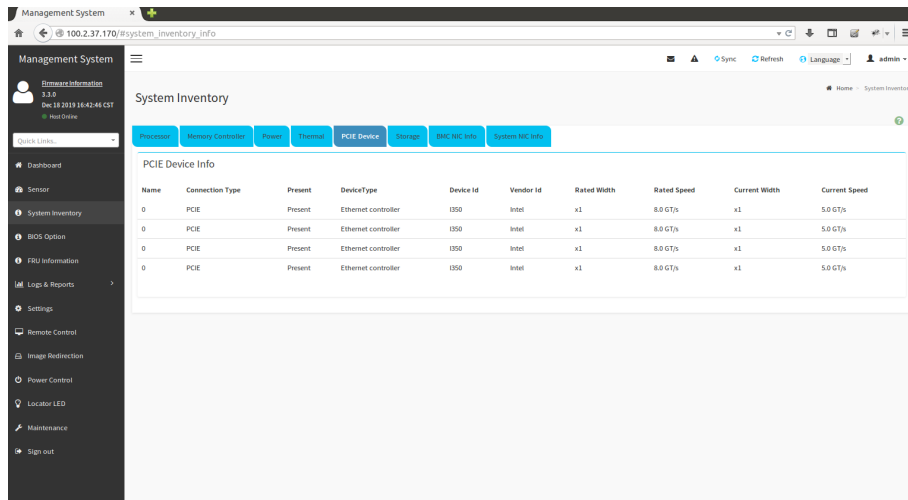 Management System ×
100.2.37.170/#system_inventory_info
Management System
Sync Refresh Language admin
Firmware Information
3.3.0
Dec 18 2019 16:42:46 CST
Host Online
System Inventory
Home System Inventor
Quick Links..
Processor Memory Controller Power Thermal PCIE Device Storage BMC NIC Info System NIC Info
Dashboard
Sensor
System Inventory
BIOS Option
FRU Information
Logs & Reports >
Settings
Remote Control
Image Redirection
Power Control
Locator LED
Maintenance
Sign out
PCIE Device Info
Name Connection Type Present DeviceType Device Id Vendor Id Rated Width Rated Speed Current Width Current Speed
0 PCIE Present Ethernet controller I350 Intel x1 8.0 GT/s x1 5.0 GT/s
0 PCIE Present Ethernet controller I350 Intel x1 8.0 GT/s x1 5.0 GT/s
0 PCIE Present Ethernet controller I350 Intel x1 8.0 GT/s x1 5.0 GT/s
0 PCIE Present Ethernet controller I350 Intel x1 8.0 GT/s x1 5.0 GT/s